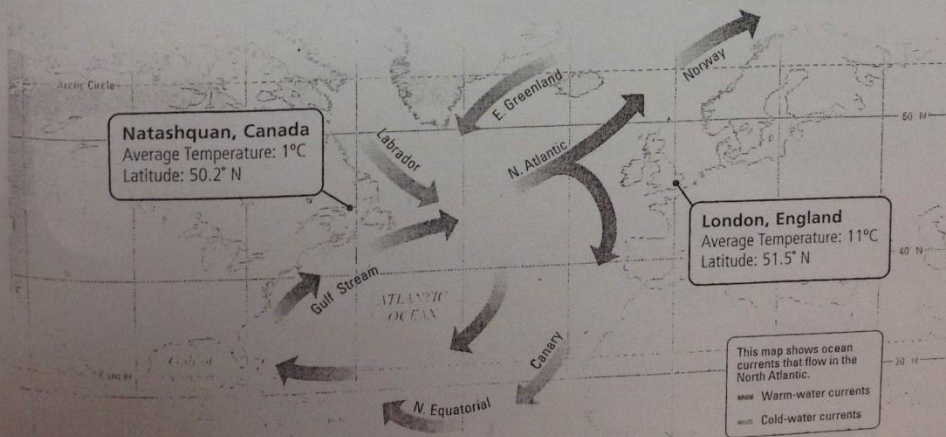 Arctic Circle
Norway
E. Greenland
Natashquan, Canada
Average Temperature: 1°C
Latitude: 50.2° N
Labrador
60 N
N. Atlantic
London, England
Average Temperature: 11°C
Latitude: 51.5° N
40 N
Gulf Stream
ATLANTIC
OCEAN
Canary
This map shows ocean
currents that flow in the
North Atlantic.
Warm-water currents
Cold-water currents
20 N
Cancer
N. Equatorial